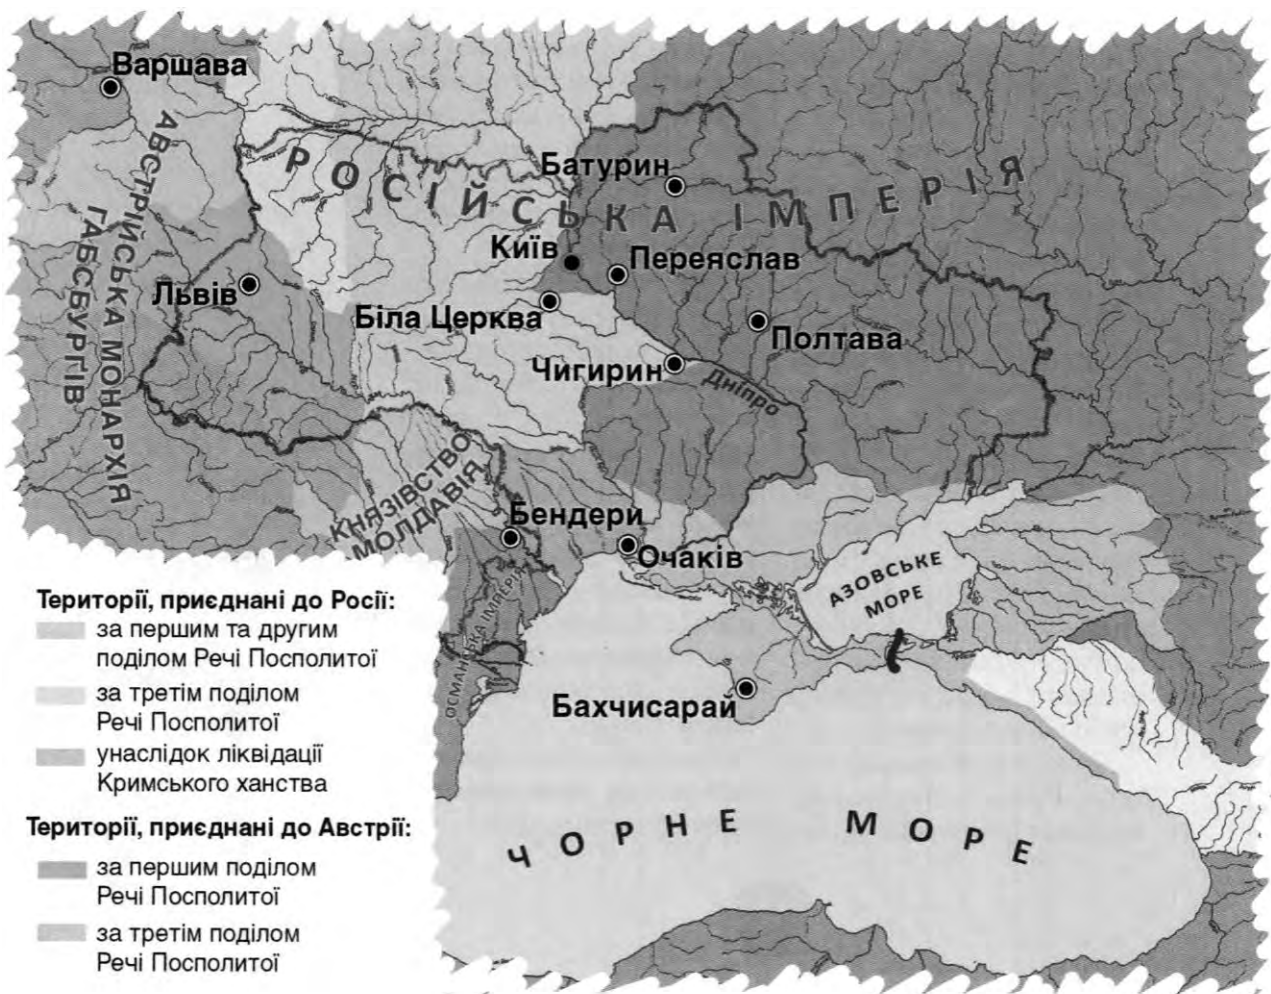 Варшава
АВСТРІЙСЬКА МОНАРХІЯ
ГАБСБУРГІВ
РОСІЙСЬКА ІМПЕРІЯ
Батурин
Київ
Переяслав
Львів
Біла Церква
Полтава
Чигирин
Дніпро
КНЯЗІВСТВО
МОЛДАВІЯ
Бендери
Очаків
АЗОВСЬКЕ
МОРЕ
ОСМАНСЬКА ІМПЕРІЯ
Бахчисарай
ЧОРНЕ МОРЕ
Території, приєднані до Росії:
за першим та другим
поділом Речі Посполитої
за третім поділом
Речі Посполитої
унаслідок ліквідації
Кримського ханства
Території, приєднані до Австрії:
за першим поділом
Речі Посполитої
за третім поділом
Речі Посполитої